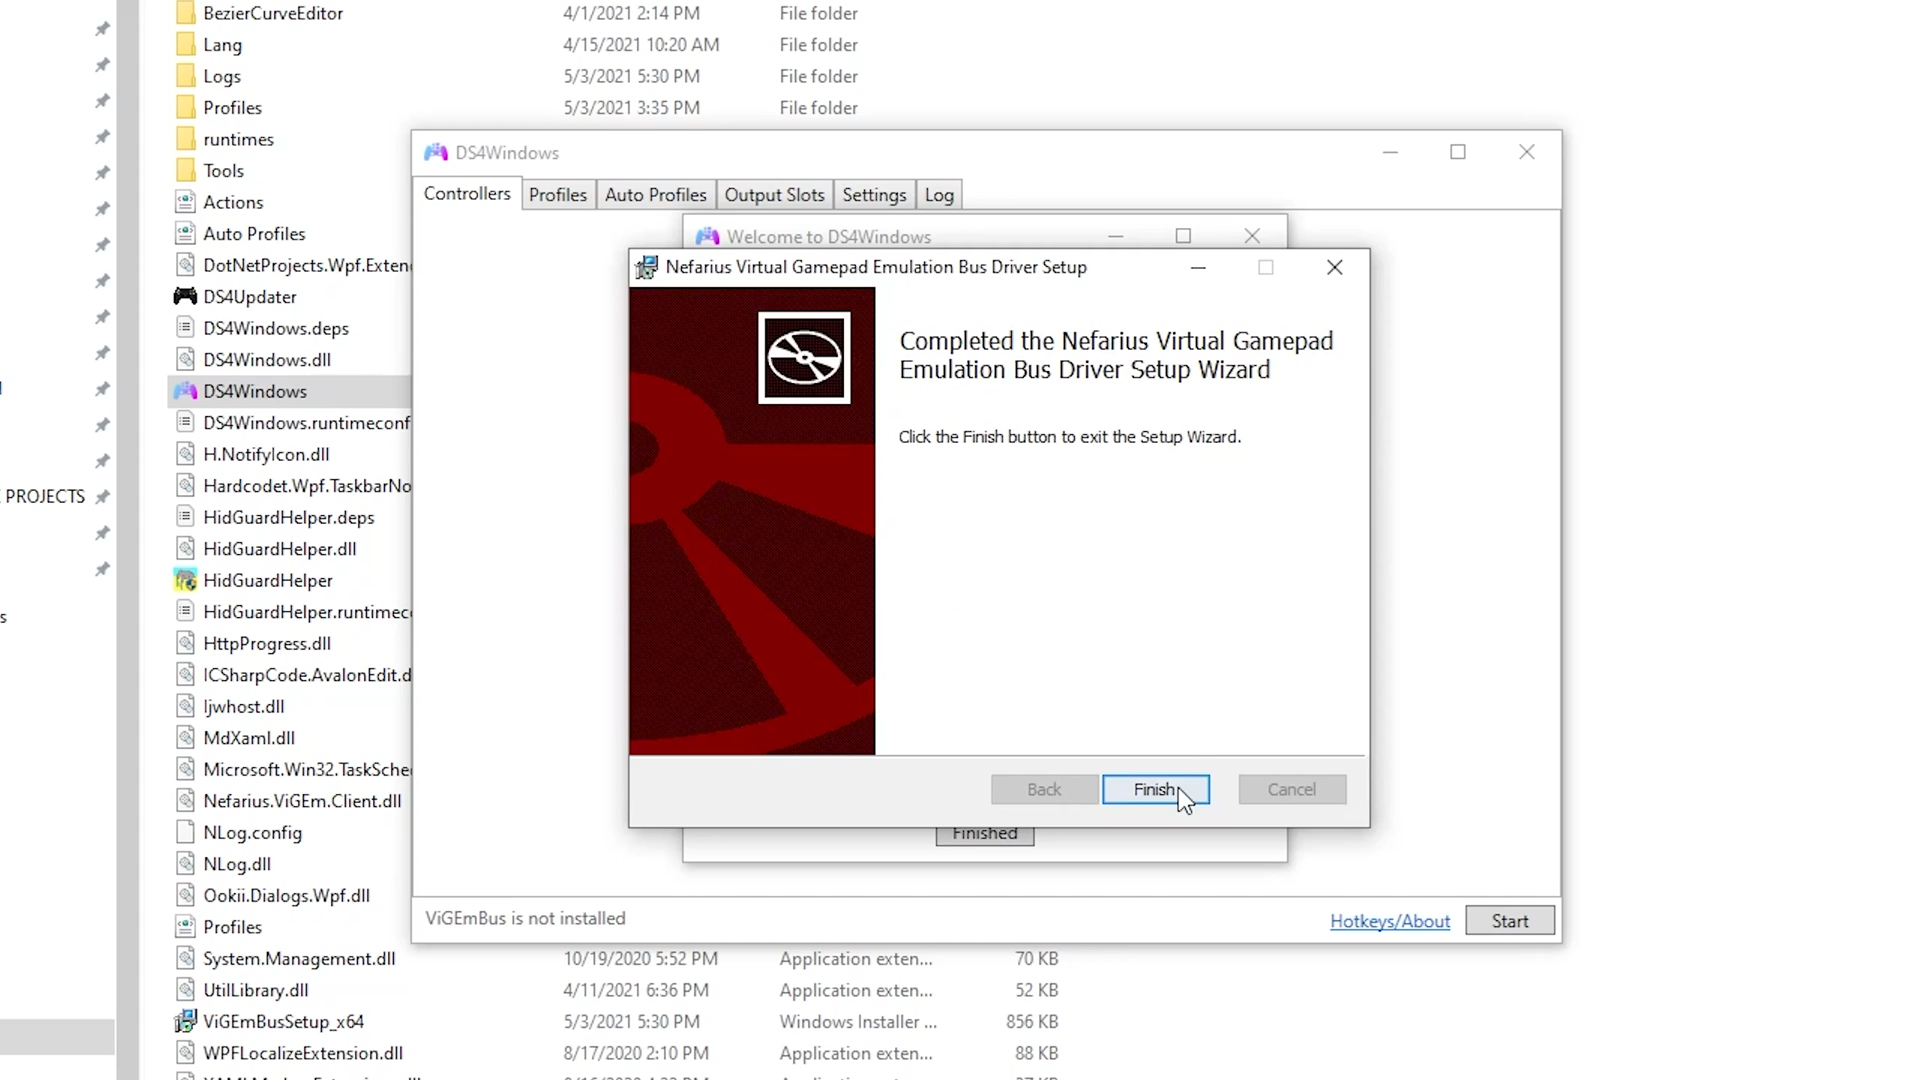 BezierCurveEditor 4/1/2021 2:14 PM File folder
Lang 4/15/2021 10:20 AM File folder
Logs 5/3/2021 5:30 PM File folder
Profiles 5/3/2021 3:35 PM File folder
runtimes
Tools
Actions
Auto Profiles
DotNetProjects.Wpf.Exten
DS4Updater
DS4Windows.deps
DS4Windows.dll
DS4Windows
DS4Windows.runtimeconf
H.NotifyIcon.dll
Hardcodet.Wpf.TaskbarNo
PROJECTS
HidGuardHelper.deps
HidGuardHelper.dll
HidGuardHelper
HidGuardHelper.runtimec
s
HttpProgress.dll
ICSharpCode.AvalonEdit.d
Ijwhost.dll
MdXaml.dll
Microsoft.Win32.TaskSche
Nefarius.ViGEm.Client.dll
NLog.config
NLog.dll
Ookii.Dialogs.Wpf.dll
Profiles
System.Management.dll 10/19/2020 5:52 PM Application exten... 70 KB
UtilLibrary.dll 4/11/2021 6:36 PM Application exten... 52 KB
ViGEmBusSetup_x64 5/3/2021 5:30 PM Windows Installer ... 856 KB
WPFLocalizeExtension.dll 8/17/2020 2:10 PM Application exten... 88 KB
DS4Windows
Controllers Profiles Auto Profiles Output Slots Settings Log
Welcome to DS4Windows
Nefarius Virtual Gamepad Emulation Bus Driver Setup
Completed the Nefarius Virtual Gamepad
Emulation Bus Driver Setup Wizard
Click the Finish button to exit the Setup Wizard.
Back Finish Cancel
Finished
ViGEmBus is not installed Hotkeys/About Start